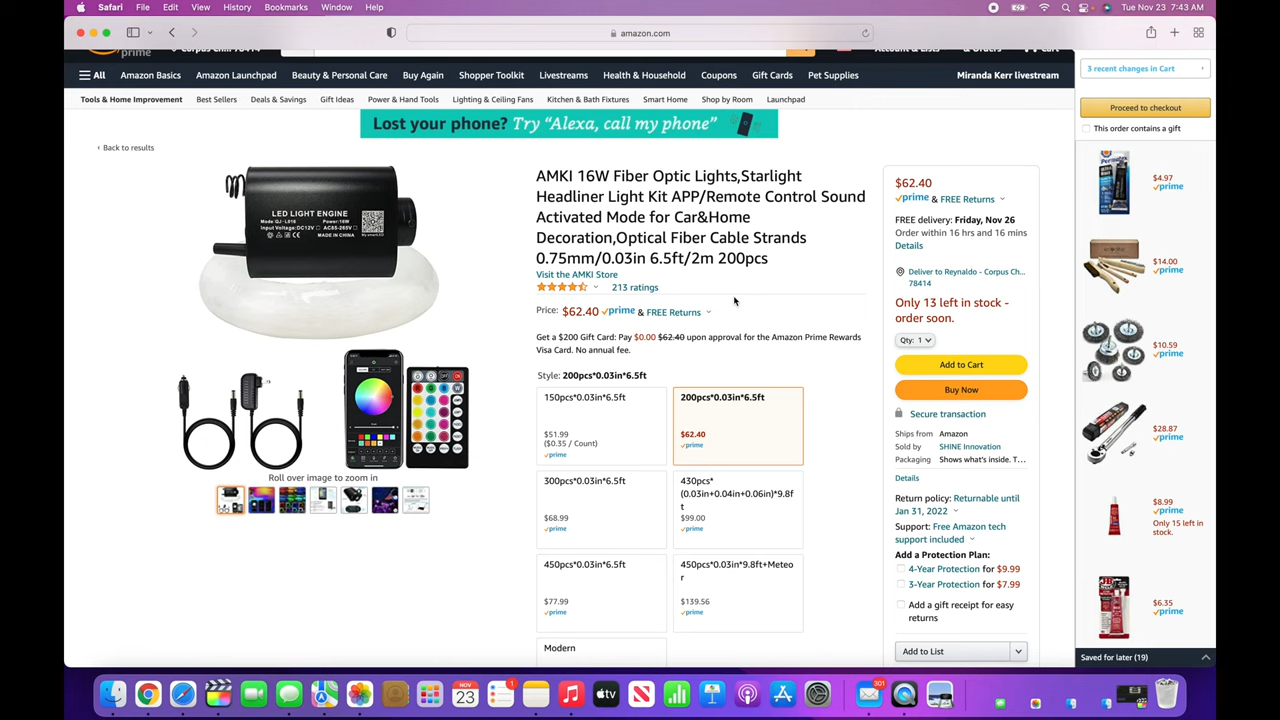 Safari File Edit View History Bookmarks Window Help
Tue Nov 23 7:43 AM
amazon.com
prime
All Amazon Basics Amazon Launchpad Beauty & Personal Care Buy Again Shopper Toolkit Livestreams Health & Household Coupons Gift Cards Pet Supplies Miranda Kerr livestream
Tools & Home Improvement Best Sellers Deals & Savings Gift Ideas Power & Hand Tools Lighting & Ceiling Fans Kitchen & Bath Fixtures Smart Home Shop by Room Launchpad
Lost your phone? Try “Alexa, call my phone”
‹ Back to results
LED LIGHT ENGINE
Power:16W
Input Voltage:DC12V
AC85-265V
MADE IN CHINA
Roll over image to zoom in
AMKI 16W Fiber Optic Lights,Starlight
Headliner Light Kit APP/Remote Control Sound
Activated Mode for Car&Home
Decoration,Optical Fiber Cable Strands
0.75mm/0.03in 6.5ft/2m 200pcs
Visit the AMKI Store
213 ratings
Price: $62.40 prime & FREE Returns
Get a $200 Gift Card: Pay $0.00 $62.40 upon approval for the Amazon Prime Rewards
Visa Card. No annual fee.
Style: 200pcs*0.03in*6.5ft
150pcs*0.03in*6.5ft
$51.99
($0.35 / Count)
prime
200pcs*0.03in*6.5ft
$62.40
prime
300pcs*0.03in*6.5ft
$68.99
prime
430pcs*
(0.03in+0.04in+0.06in)*9.8f
t
$99.00
prime
450pcs*0.03in*6.5ft
$77.99
prime
450pcs*0.03in*9.8ft+Meteo
r
$139.56
prime
Modern
$62.40
prime & FREE Returns
FREE delivery: Friday, Nov 26
Order within 16 hrs and 16 mins
Details
Deliver to Reynaldo - Corpus Ch...
78414
Only 13 left in stock -
order soon.
Qty: 1
Add to Cart
Buy Now
Secure transaction
Ships from Amazon
Sold by SHINE Innovation
Packaging Shows what's inside. T...
Details
Return policy: Returnable until
Jan 31, 2022
Support: Free Amazon tech
support included
Add a Protection Plan:
4-Year Protection for $9.99
3-Year Protection for $7.99
Add a gift receipt for easy
returns
Add to List
3 recent changes in Cart
Proceed to checkout
This order contains a gift
$4.97
prime
$14.00
prime
$10.59
prime
$28.87
prime
$8.99
prime
Only 15 left in
stock.
$6.35
prime
Saved for later (19)
NOV
23
1
tv
301